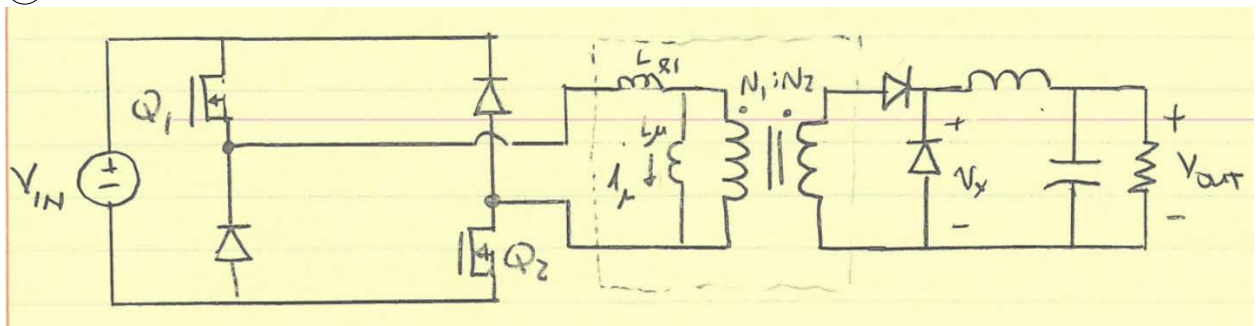 Q1
VIN
+
-
Q2
Ll1
Lμ
iμ
N1:N2
+
Vx
-
+
VOUT
-